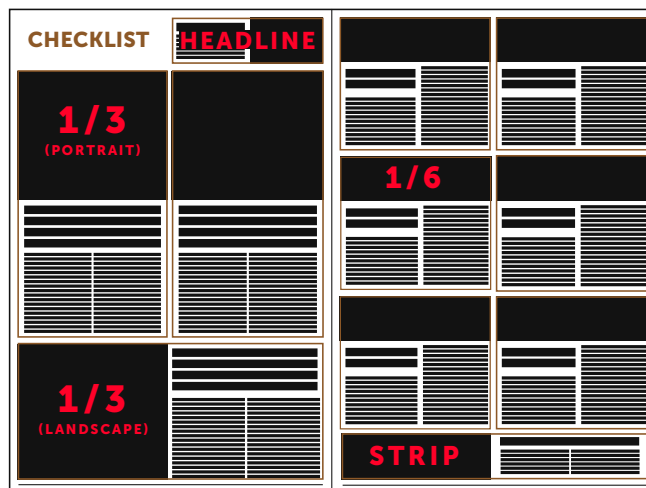 CHECKLIST
HEADLINE
1/3
(PORTRAIT)
1/3
(LANDSCAPE)
1/6
STRIP